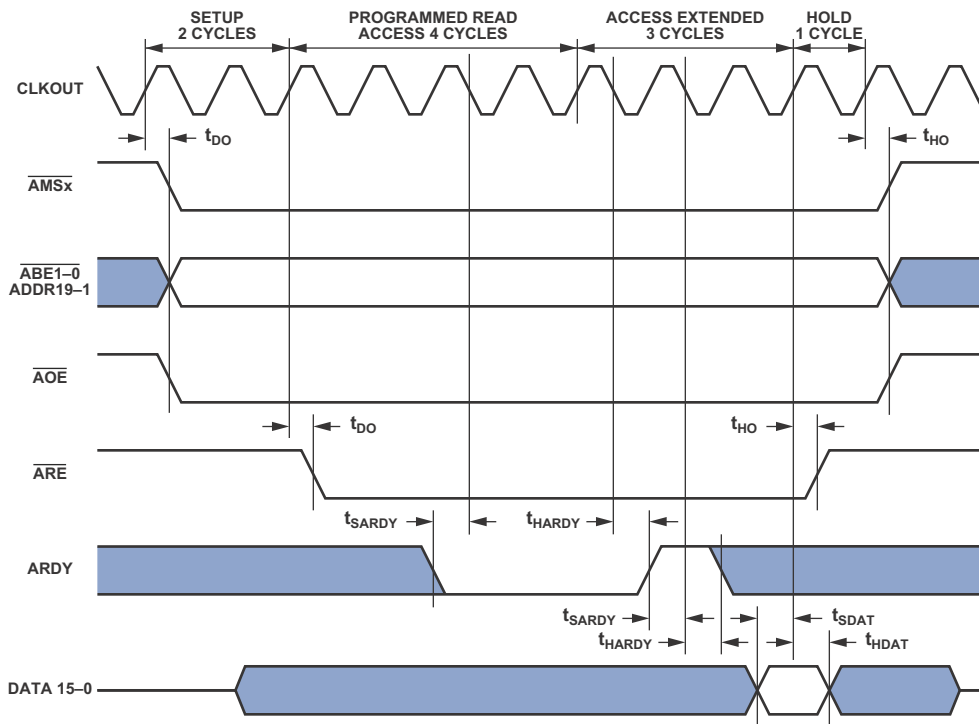 SETUP
2 CYCLES
PROGRAMMED READ
ACCESS 4 CYCLES
ACCESS EXTENDED
3 CYCLES
HOLD
1 CYCLE
CLKOUT
tDO
tHO
AMSx
ABE1–0
ADDR19–1
AOE
tDO
tHO
ARE
tSARDY
tHARDY
ARDY
tSARDY
tSDAT
tHARDY
tHDAT
DATA 15–0